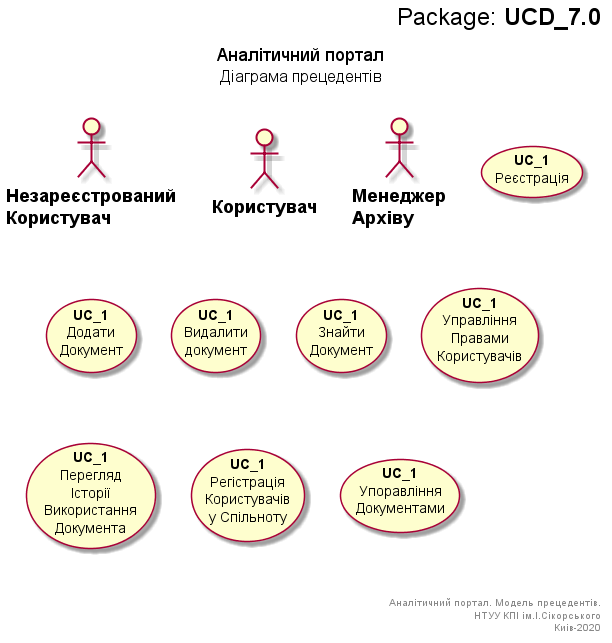 Package: UCD_7.0
Аналітичний портал
Діаграма прецедентів
Незареєстрований
Користувач
Користувач
Менеджер
Архіву
UC_1
Реєстрація
UC_1
Додати
Документ
UC_1
Видалити
документ
UC_1
Знайти
Документ
UC_1
Управління
Правами
Користувачів
UC_1
Перегляд
Історії
Використання
Документа
UC_1
Регістрація
Користувачів
у Спільноту
UC_1
Упоравління
Документами
Аналітичний портал. Модель прецедентів.
НТУУ КПІ ім.І.Сікорського
Киів-2020